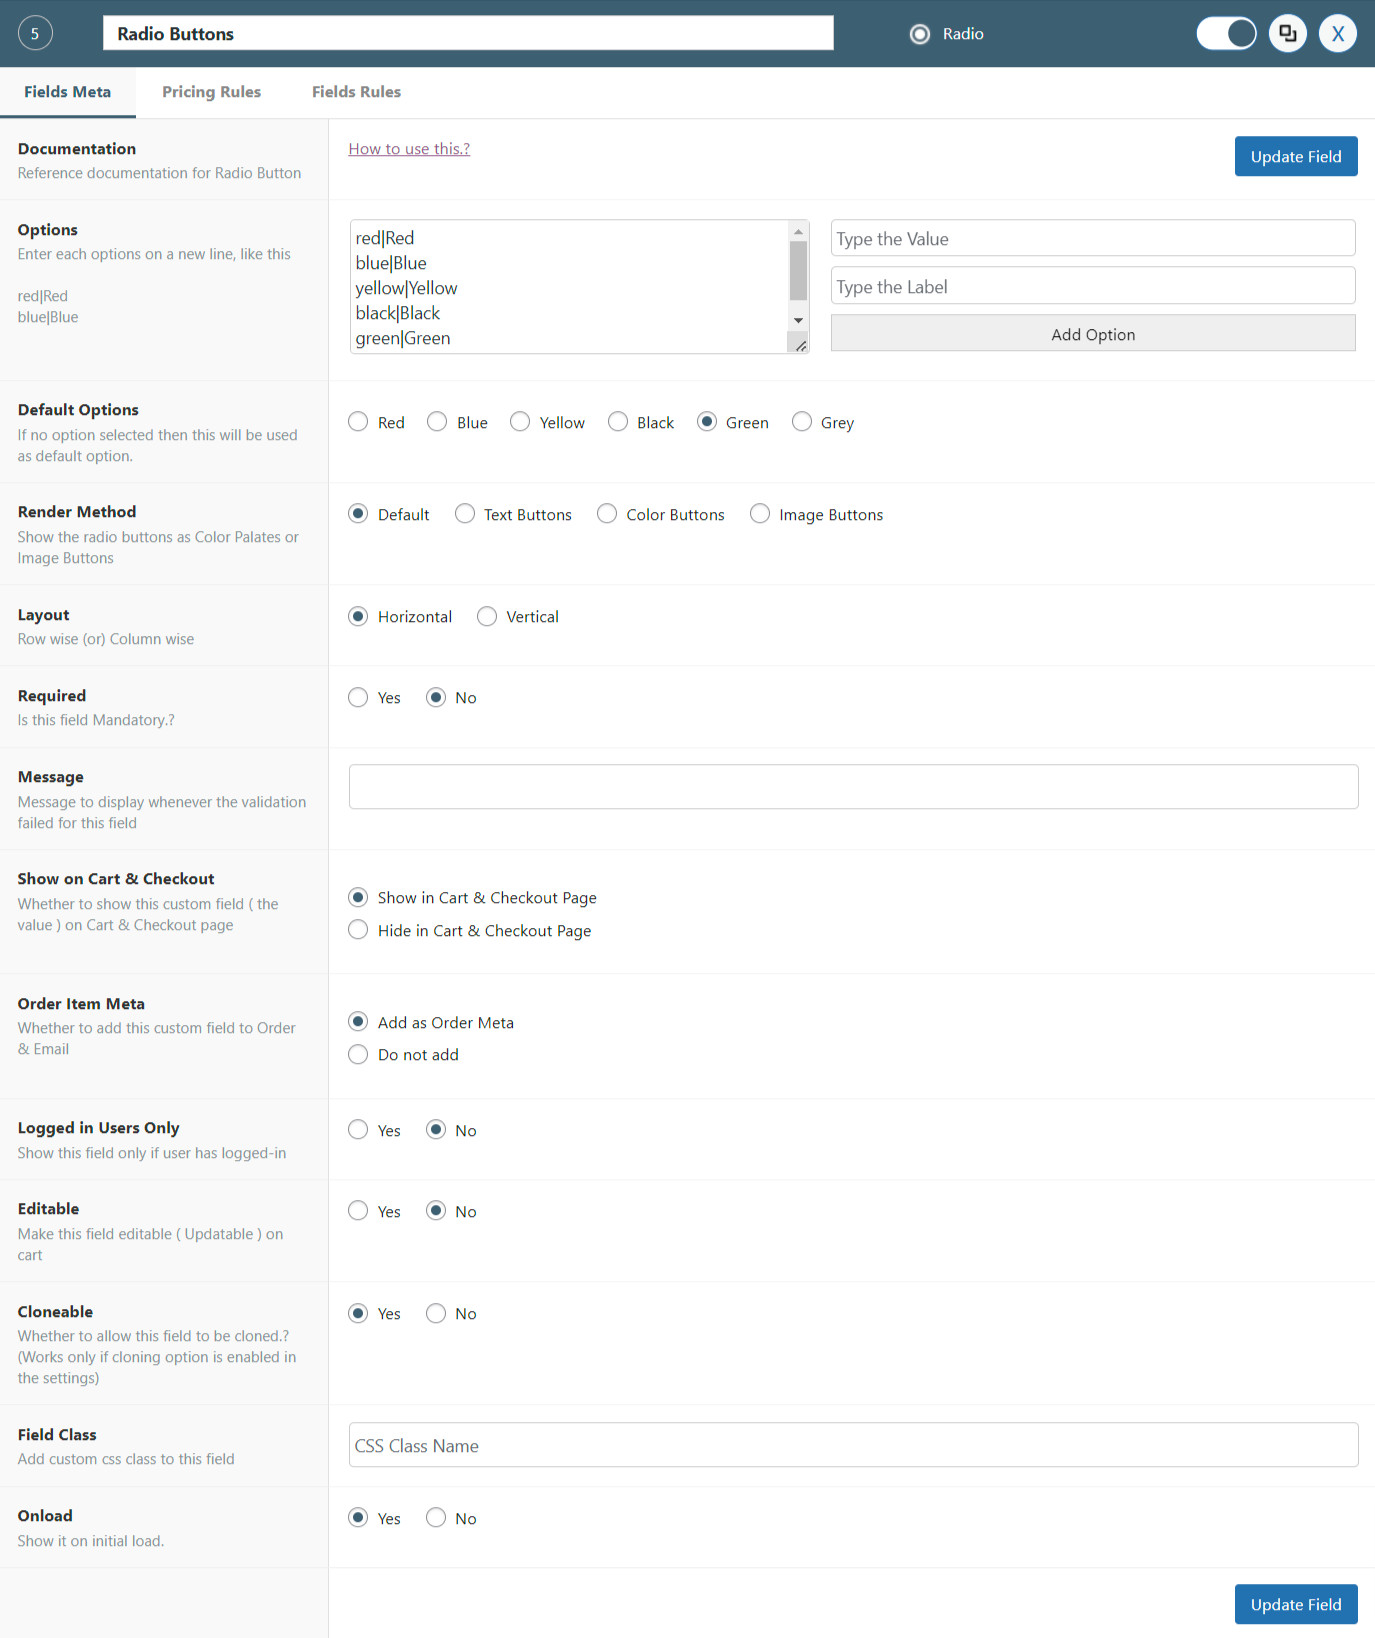 5
Radio Buttons
Radio
X
Fields Meta
Pricing Rules
Fields Rules
Documentation
Reference documentation for Radio Button
How to use this.?
Update Field
Options
Enter each options on a new line, like this
red|Red
blue|Blue
red|Red
blue|Blue
yellow|Yellow
black|Black
green|Green
Type the Value
Type the Label
Add Option
Default Options
If no option selected then this will be used
as default option.
Red Blue Yellow Black Green Grey
Render Method
Show the radio buttons as Color Palates or
Image Buttons
Default Text Buttons Color Buttons Image Buttons
Layout
Row wise (or) Column wise
Horizontal Vertical
Required
Is this field Mandatory.?
Yes No
Message
Message to display whenever the validation
failed for this field
Show on Cart & Checkout
Whether to show this custom field ( the
value ) on Cart & Checkout page
Show in Cart & Checkout Page
Hide in Cart & Checkout Page
Order Item Meta
Whether to add this custom field to Order
& Email
Add as Order Meta
Do not add
Logged in Users Only
Show this field only if user has logged-in
Yes No
Editable
Make this field editable ( Updatable ) on
cart
Yes No
Cloneable
Whether to allow this field to be cloned.?
(Works only if cloning option is enabled in
the settings)
Yes No
Field Class
Add custom css class to this field
CSS Class Name
Onload
Show it on initial load.
Yes No
Update Field